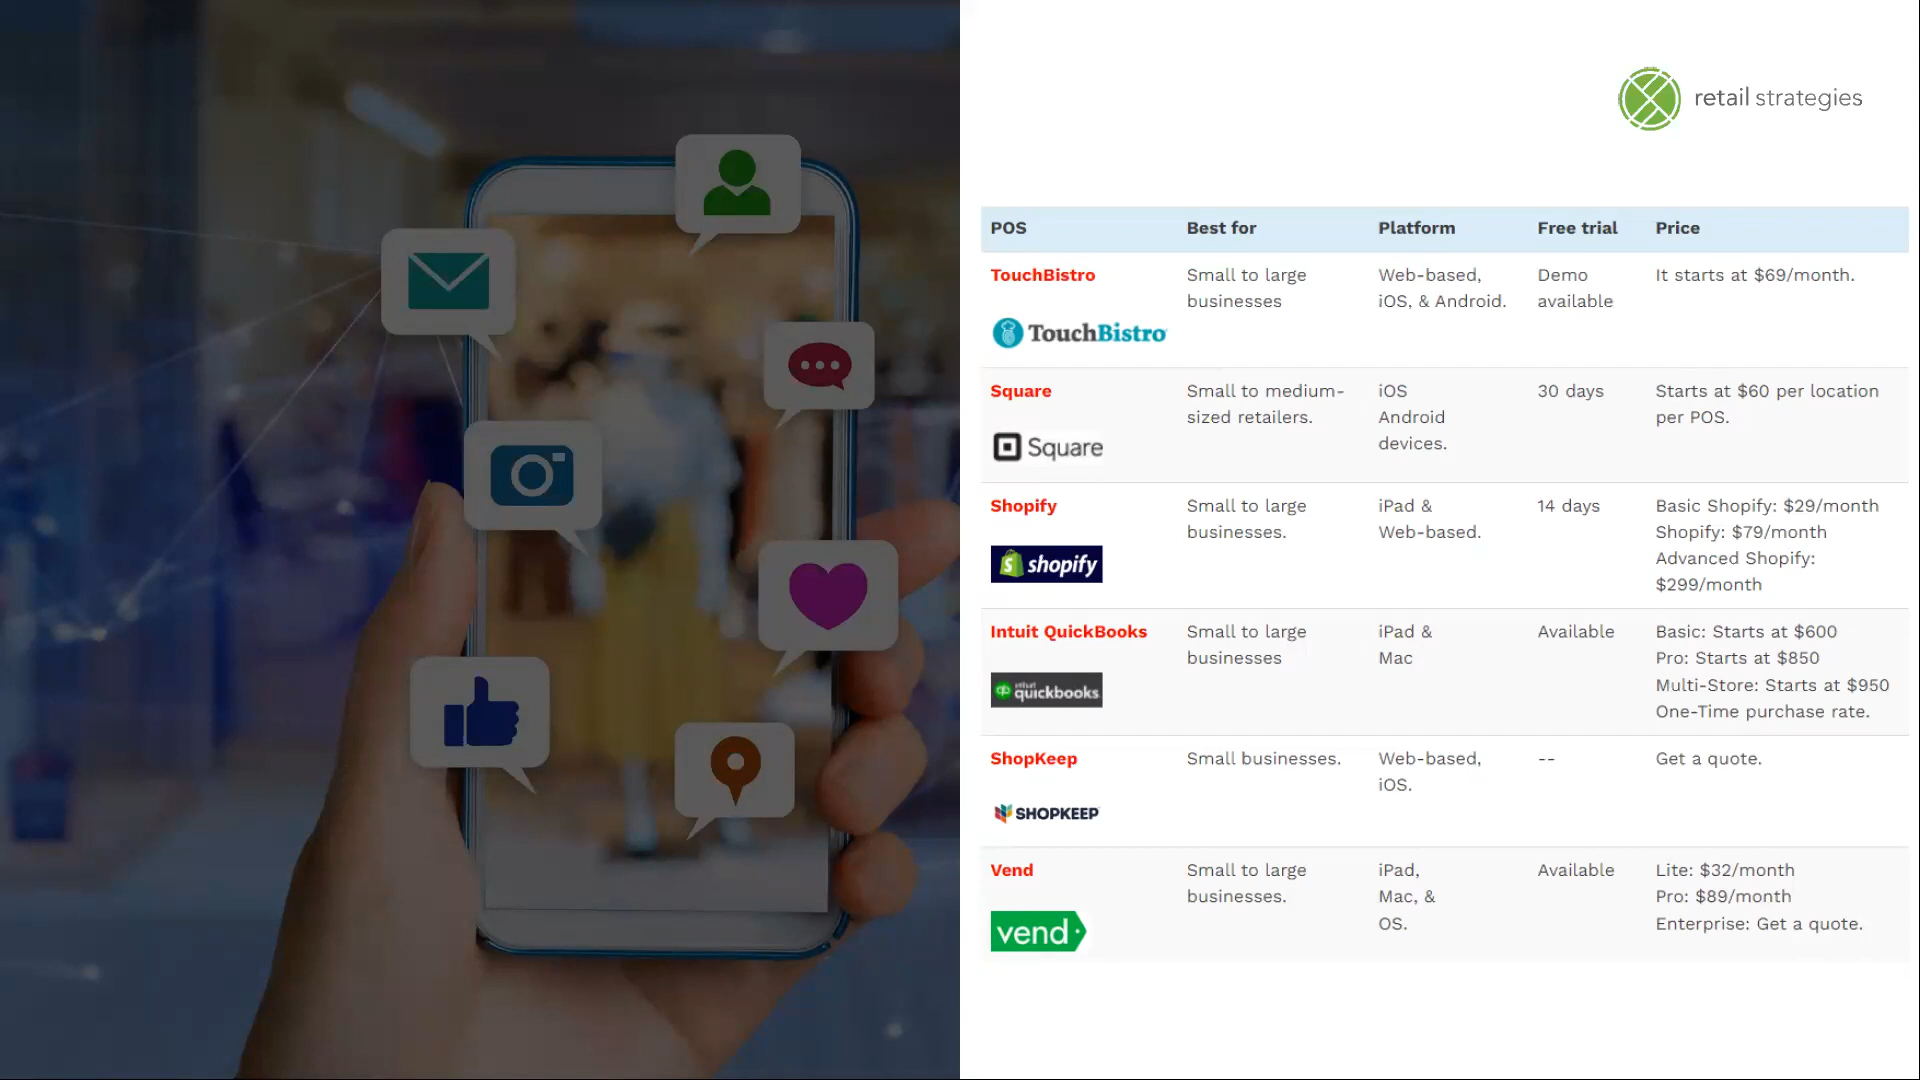 retail strategies
POS Best for Platform Free trial Price
TouchBistro Small to large Web-based, Demo It starts at $69/month.
businesses iOS, & Android. available
TouchBistro
Square Small to medium- iOS 30 days Starts at $60 per location
sized retailers. Android per POS.
devices.
Square
Shopify Small to large iPad & 14 days Basic Shopify: $29/month
businesses. Web-based. Shopify: $79/month
Advanced Shopify:
shopify
$299/month
Intuit QuickBooks Small to large iPad & Available Basic: Starts at $600
businesses Mac Pro: Starts at $850
Multi-Store: Starts at $950
intuit
quickbooks
One-Time purchase rate.
ShopKeep Small businesses. Web-based, -- Get a quote.
iOS.
SHOPKEEP
Vend Small to large iPad, Available Lite: $32/month
businesses. Mac, & Pro: $89/month
OS. Enterprise: Get a quote.
vend